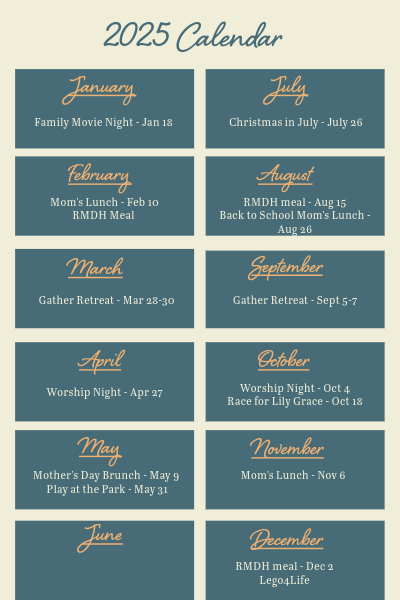 2025 Calendar
January
Family Movie Night - Jan 18
February
Mom's Lunch - Feb 10
RMDH Meal
March
Gather Retreat - Mar 28-30
April
Worship Night - Apr 27
May
Mother's Day Brunch - May 9
Play at the Park - May 31
June
July
Christmas in July - July 26
August
RMDH meal - Aug 15
Back to School Mom's Lunch -
Aug 26
September
Gather Retreat - Sept 5-7
October
Worship Night - Oct 4
Race for Lily Grace - Oct 18
November
Mom's Lunch - Nov 6
December
RMDH meal - Dec 2
Lego4Life